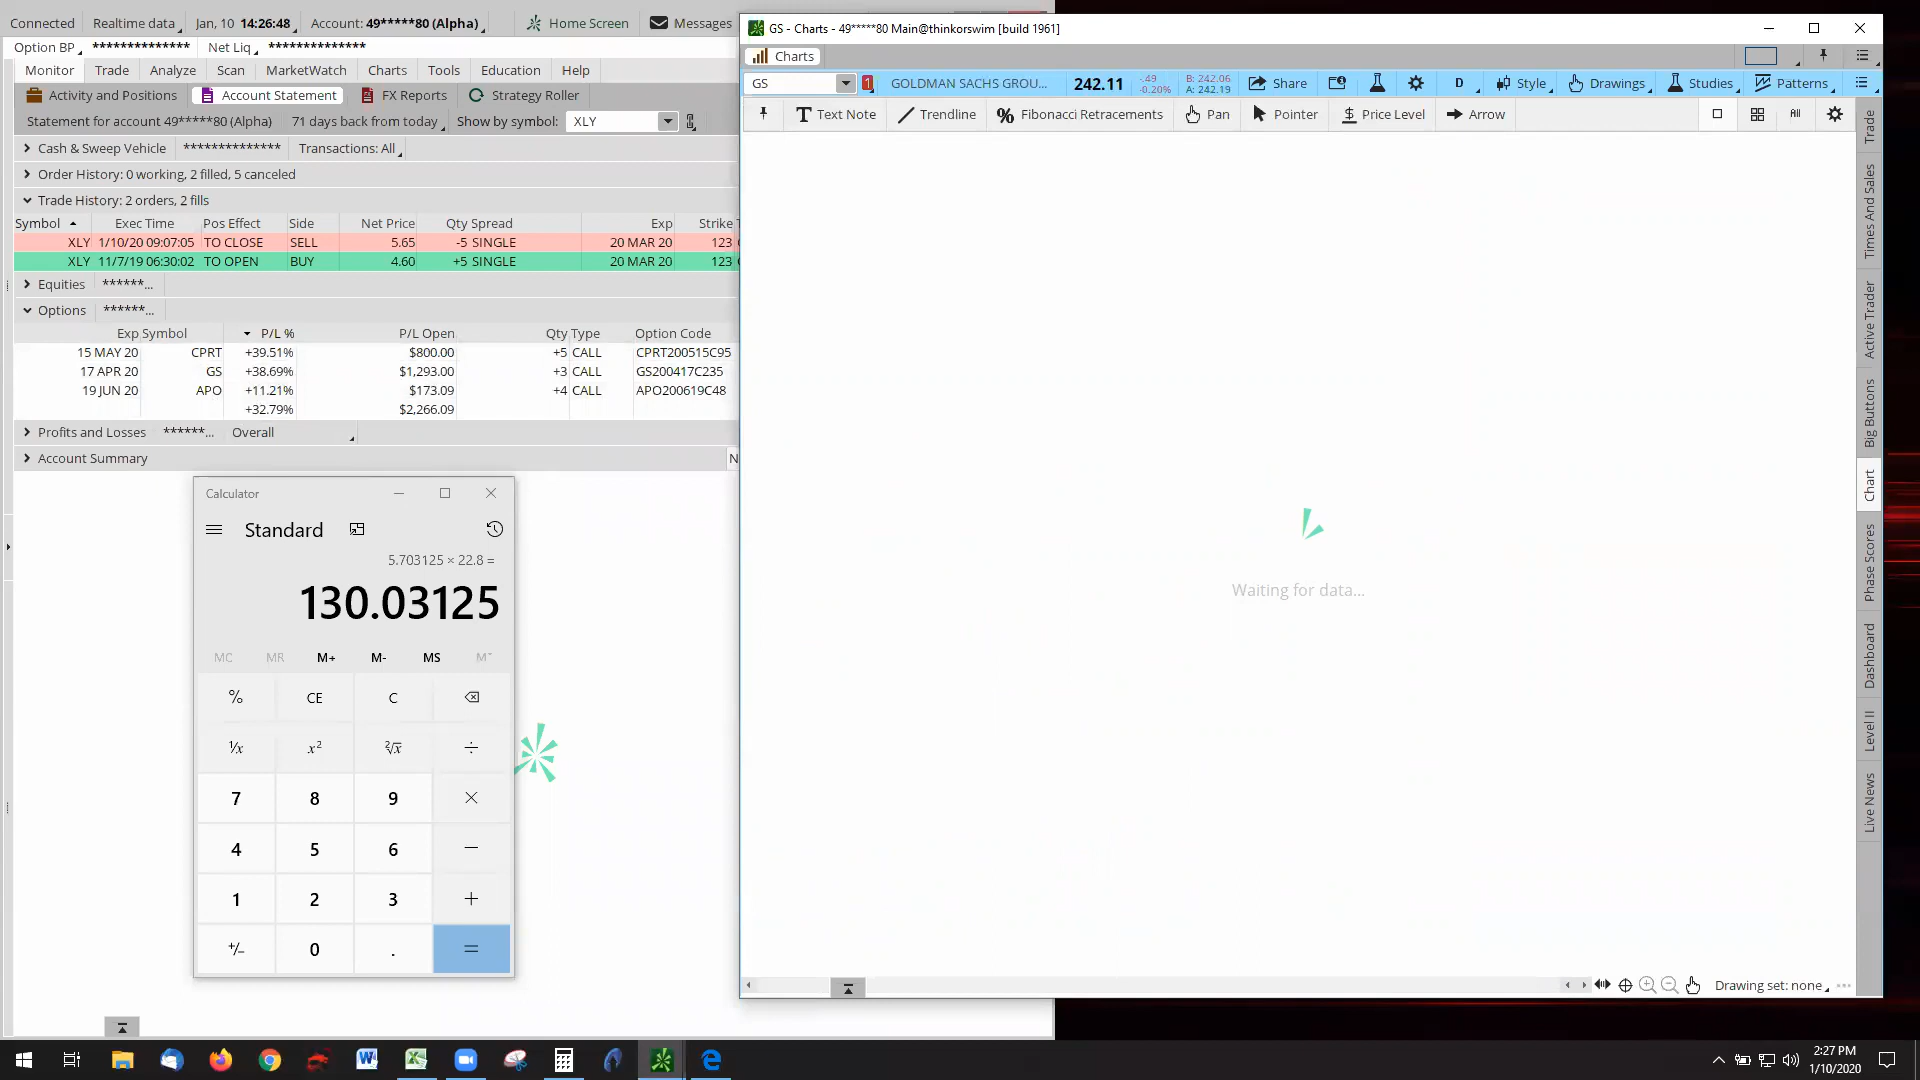 Connected Realtime data Jan, 10 14:26:48 Account: 49*****80 (Alpha) Home Screen Messages
Option BP ************** Net Liq **************
Monitor Trade Analyze Scan MarketWatch Charts Tools Education Help
Activity and Positions Account Statement FX Reports Strategy Roller
Statement for account 49*****80 (Alpha) 71 days back from today Show by symbol: XLY
Cash & Sweep Vehicle ************** Transactions: All
Order History: 0 working, 2 filled, 5 canceled
Trade History: 2 orders, 2 fills
Symbol Exec Time Pos Effect Side Net Price Qty Spread Exp Strike
XLY 1/10/20 09:07:05 TO CLOSE SELL 5.65 -5 SINGLE 20 MAR 20 123
XLY 11/7/19 06:30:02 TO OPEN BUY 4.60 +5 SINGLE 20 MAR 20 123
Equities ******...
Options ******...
Exp Symbol P/L % P/L Open Qty Type Option Code
15 MAY 20 CPRT +39.51% $800.00 +5 CALL CPRT200515C95
17 APR 20 GS +38.69% $1,293.00 +3 CALL GS200417C235
19 JUN 20 APO +11.21% $173.09 +4 CALL APO200619C48
+32.79% $2,266.09
Profits and Losses ******... Overall
Account Summary N
Calculator
Standard
5.703125 × 22.8 =
130.03125
MC MR M+ M- MS M˅
% CE C
¹/x x² ²√x ÷
7 8 9 ×
4 5 6 −
1 2 3 +
+/− 0 . =
GS - Charts - 49*****80 Main@thinkorswim [build 1961]
Charts
GS 1 GOLDMAN SACHS GROU... 242.11 -.49 B: 242.06 Share D Style Drawings Studies Patterns
-0.20% A: 242.19
Text Note Trendline Fibonacci Retracements Pan Pointer Price Level Arrow All
Waiting for data...
Trade
Times And Sales
Active Trader
Big Buttons
Chart
Phase Scores
Dashboard
Level II
Live News
Drawing set: none
2:27 PM
1/10/2020